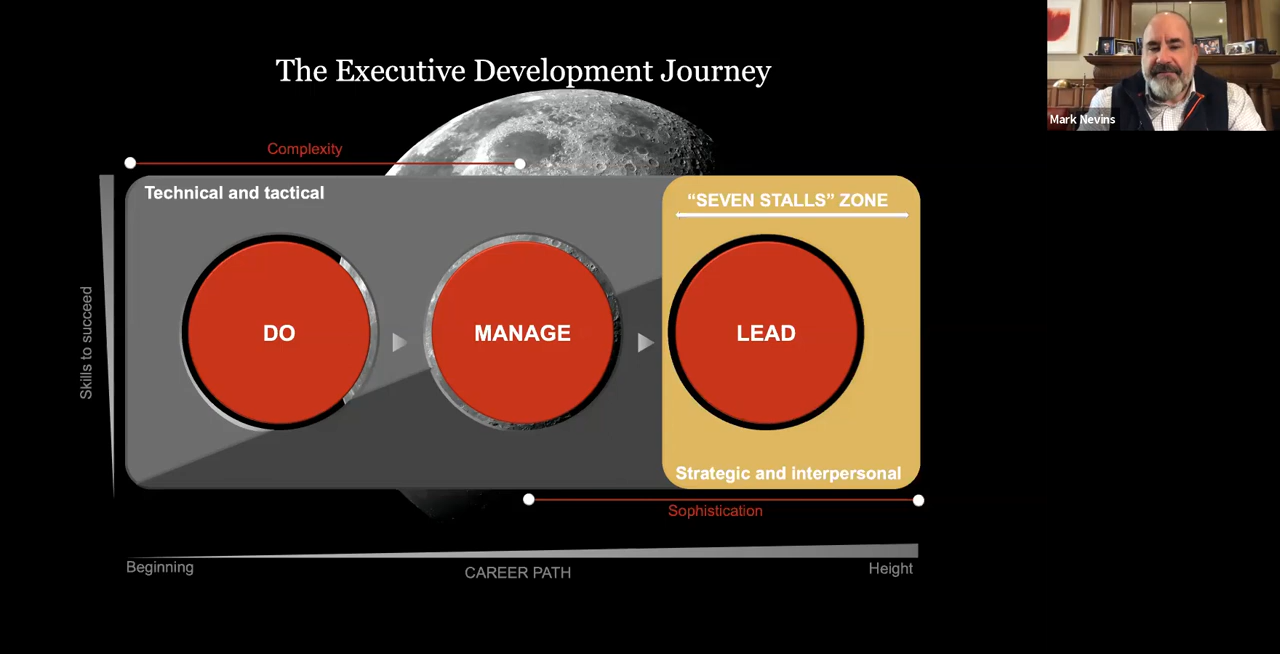 The Executive Development Journey
Mark Nevins
Complexity
Technical and tactical
“SEVEN STALLS” ZONE
Skills to succeed
DO
MANAGE
LEAD
Strategic and interpersonal
Sophistication
Beginning
CAREER PATH
Height